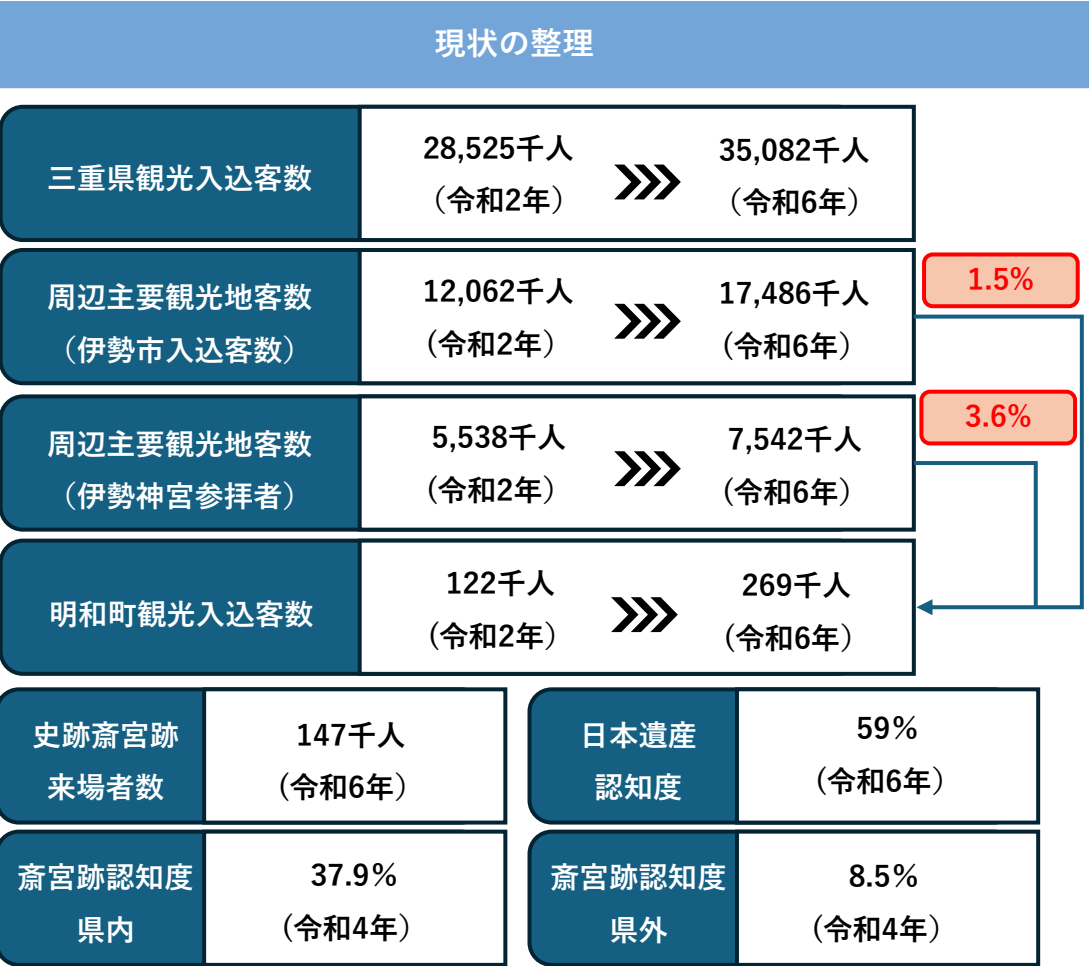 現状の整理
三重県観光入込客数
28,525千人
(令和2年)
35,082千人
(令和6年)
周辺主要観光地客数
(伊勢市入込客数)
12,062千人
(令和2年)
17,486千人
(令和6年)
1.5%
周辺主要観光地客数
(伊勢神宮参拝者)
5,538千人
(令和2年)
7,542千人
(令和6年)
3.6%
明和町観光入込客数
122千人
(令和2年)
269千人
(令和6年)
史跡斎宮跡
来場者数
147千人
(令和6年)
日本遺産
認知度
59%
(令和6年)
斎宮跡認知度
県内
37.9%
(令和4年)
斎宮跡認知度
県外
8.5%
(令和4年)